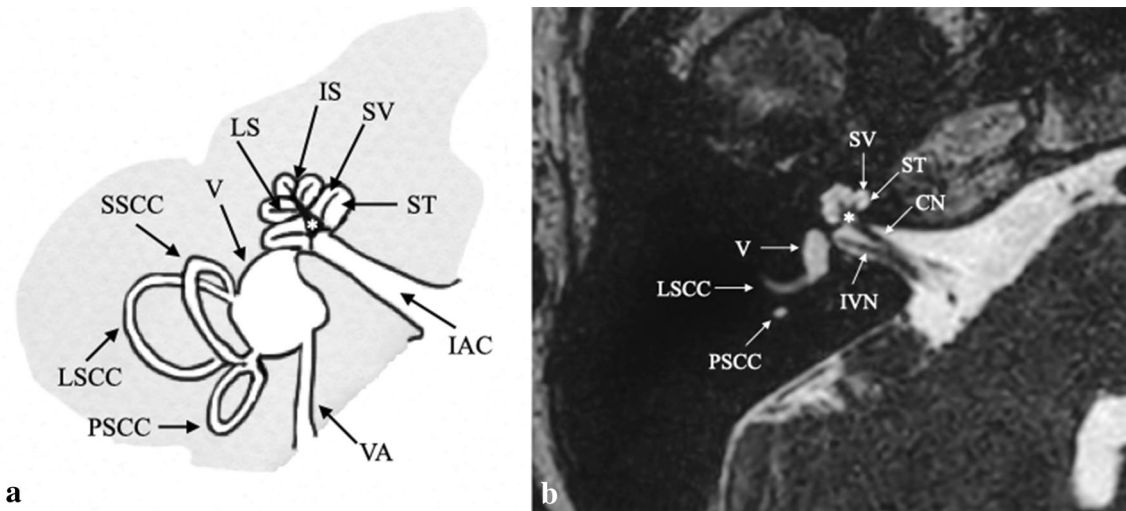 IS
SV
LS
V
SSCC
ST
*
LSCC
IAC
PSCC
VA
a
SV
ST
CN
*
V
LSCC
IVN
PSCC
b